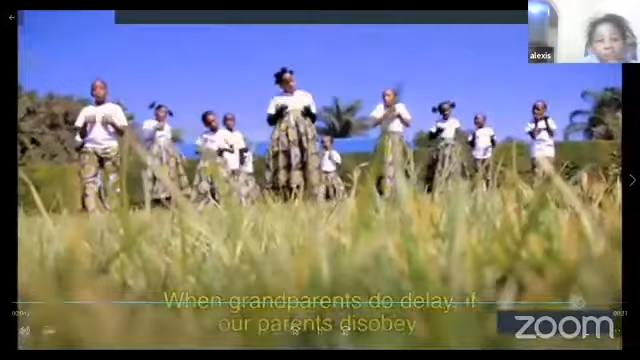 alexis
When grandparents do delay, if
our parents disobey
zoom